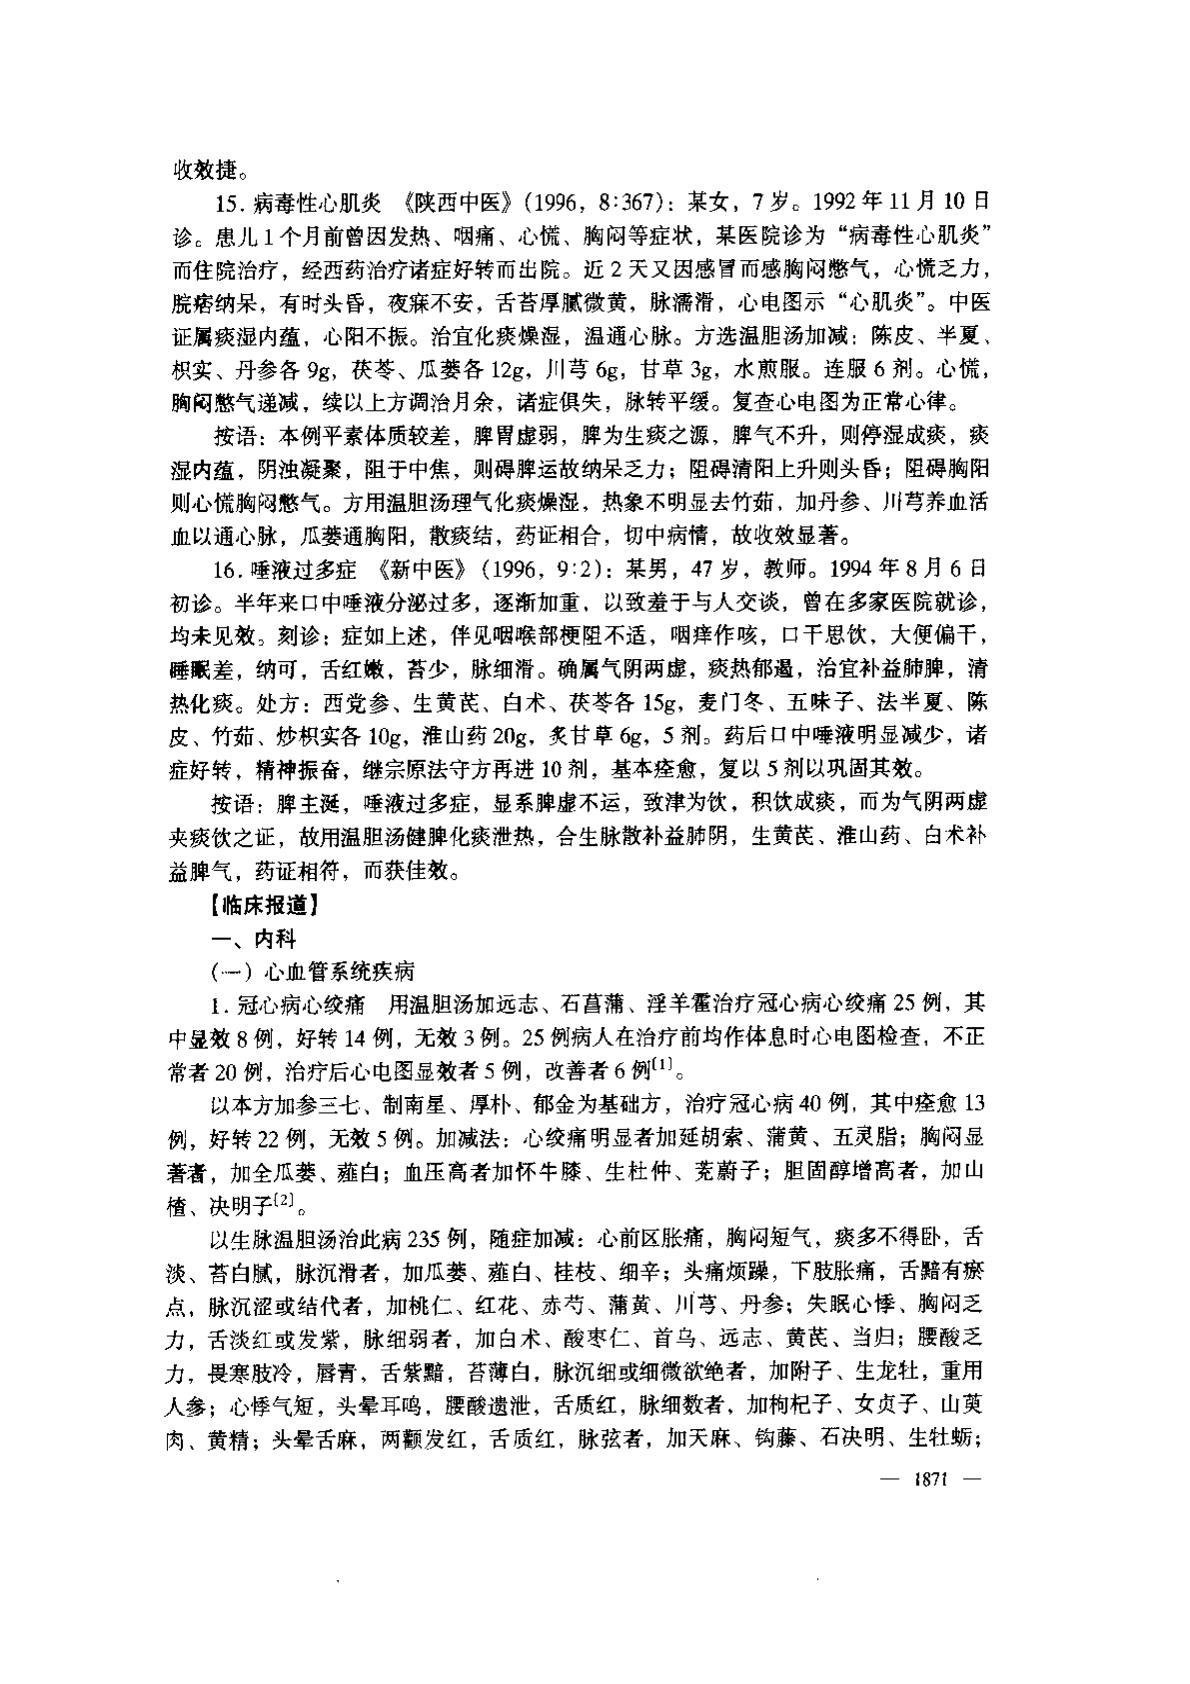 收效捷。
15. 病毒性心肌炎 《陕西中医》(1996，8:367)：某女，7岁。1992年11月10日
诊。患儿1个月前曾因发热、咽痛、心慌、胸闷等症状，某医院诊为“病毒性心肌炎”
而住院治疗，经西药治疗诸症好转而出院。近2天又因感冒而感胸闷憋气，心慌乏力，
脘痞纳呆，有时头昏，夜寐不安，舌苔厚腻微黄，脉濡滑，心电图示“心肌炎”。中医
证属痰湿内蕴，心阳不振。治宜化痰燥湿，温通心脉。方选温胆汤加减：陈皮、半夏、
枳实、丹参各9g，茯苓、瓜蒌各12g，川芎6g，甘草3g，水煎服。连服6剂。心慌，
胸闷憋气递减，续以上方调治月余，诸症俱失，脉转平缓。复查心电图为正常心律。
按语：本例平素体质较差，脾胃虚弱，脾为生痰之源，脾气不升，则停湿成痰，痰
湿内蕴，阴浊凝聚，阻于中焦，则碍脾运故纳呆乏力；阻碍清阳上升则头昏；阻碍胸阳
则心慌胸闷憋气。方用温胆汤理气化痰燥湿，热象不明显去竹茹，加丹参、川芎养血活
血以通心脉，瓜蒌通胸阳，散痰结，药证相合，切中病情，故收效显著。
16. 唾液过多症 《新中医》(1996，9:2)：某男，47岁，教师。1994年8月6日
初诊。半年来口中唾液分泌过多，逐渐加重，以致羞于与人交谈，曾在多家医院就诊，
均未见效。刻诊：症如上述，伴见咽喉部梗阻不适，咽痒作咳，口干思饮，大便偏干，
睡眠差，纳可，舌红嫩，苔少，脉细滑。确属气阴两虚，痰热郁遏，治宜补益肺脾，清
热化痰。处方：西党参、生黄芪、白术、茯苓各15g，麦门冬、五味子、法半夏、陈
皮、竹茹、炒枳实各10g，淮山药20g，炙甘草6g，5剂。药后口中唾液明显减少，诸
症好转，精神振奋，继宗原法守方再进10剂，基本痊愈，复以5剂以巩固其效。
按语：脾主涎，唾液过多症，显系脾虚不运，致津为饮，积饮成痰，而为气阴两虚
夹痰饮之证，故用温胆汤健脾化痰泄热，合生脉散补益肺阴，生黄芪、淮山药、白术补
益脾气，药证相符，而获佳效。
【临床报道】
一、内科
(一) 心血管系统疾病
1. 冠心病心绞痛 用温胆汤加远志、石菖蒲、淫羊藿治疗冠心病心绞痛25例，其
中显效8例，好转14例，无效3例。25例病人在治疗前均作休息时心电图检查，不正
常者20例，治疗后心电图显效者5例，改善者6例〔1〕。
以本方加参三七、制南星、厚朴、郁金为基础方，治疗冠心病40例，其中痊愈13
例，好转22例，无效5例。加减法：心绞痛明显者加延胡索、蒲黄、五灵脂；胸闷显
著者，加全瓜蒌、薤白；血压高者加怀牛膝、生杜仲、茺蔚子；胆固醇增高者，加山
楂、决明子〔2〕。
以生脉温胆汤治此病235例，随症加减：心前区胀痛，胸闷短气，痰多不得卧，舌
淡、苔白腻，脉沉滑者，加瓜蒌、薤白、桂枝、细辛；头痛烦躁，下肢胀痛，舌黯有瘀
点，脉沉涩或结代者，加桃仁、红花、赤芍、蒲黄、川芎、丹参；失眠心悸、胸闷乏
力，舌淡红或发紫，脉细弱者，加白术、酸枣仁、首乌、远志、黄芪、当归；腰酸乏
力，畏寒肢冷，唇青、舌紫黯，苔薄白，脉沉细或细微欲绝者，加附子、生龙牡，重用
人参；心悸气短，头晕耳鸣，腰酸遗泄，舌质红，脉细数者，加枸杞子、女贞子、山萸
肉、黄精；头晕舌麻，两颧发红，舌质红，脉弦者，加天麻、钩藤、石决明、生牡蛎；
— 1871 —